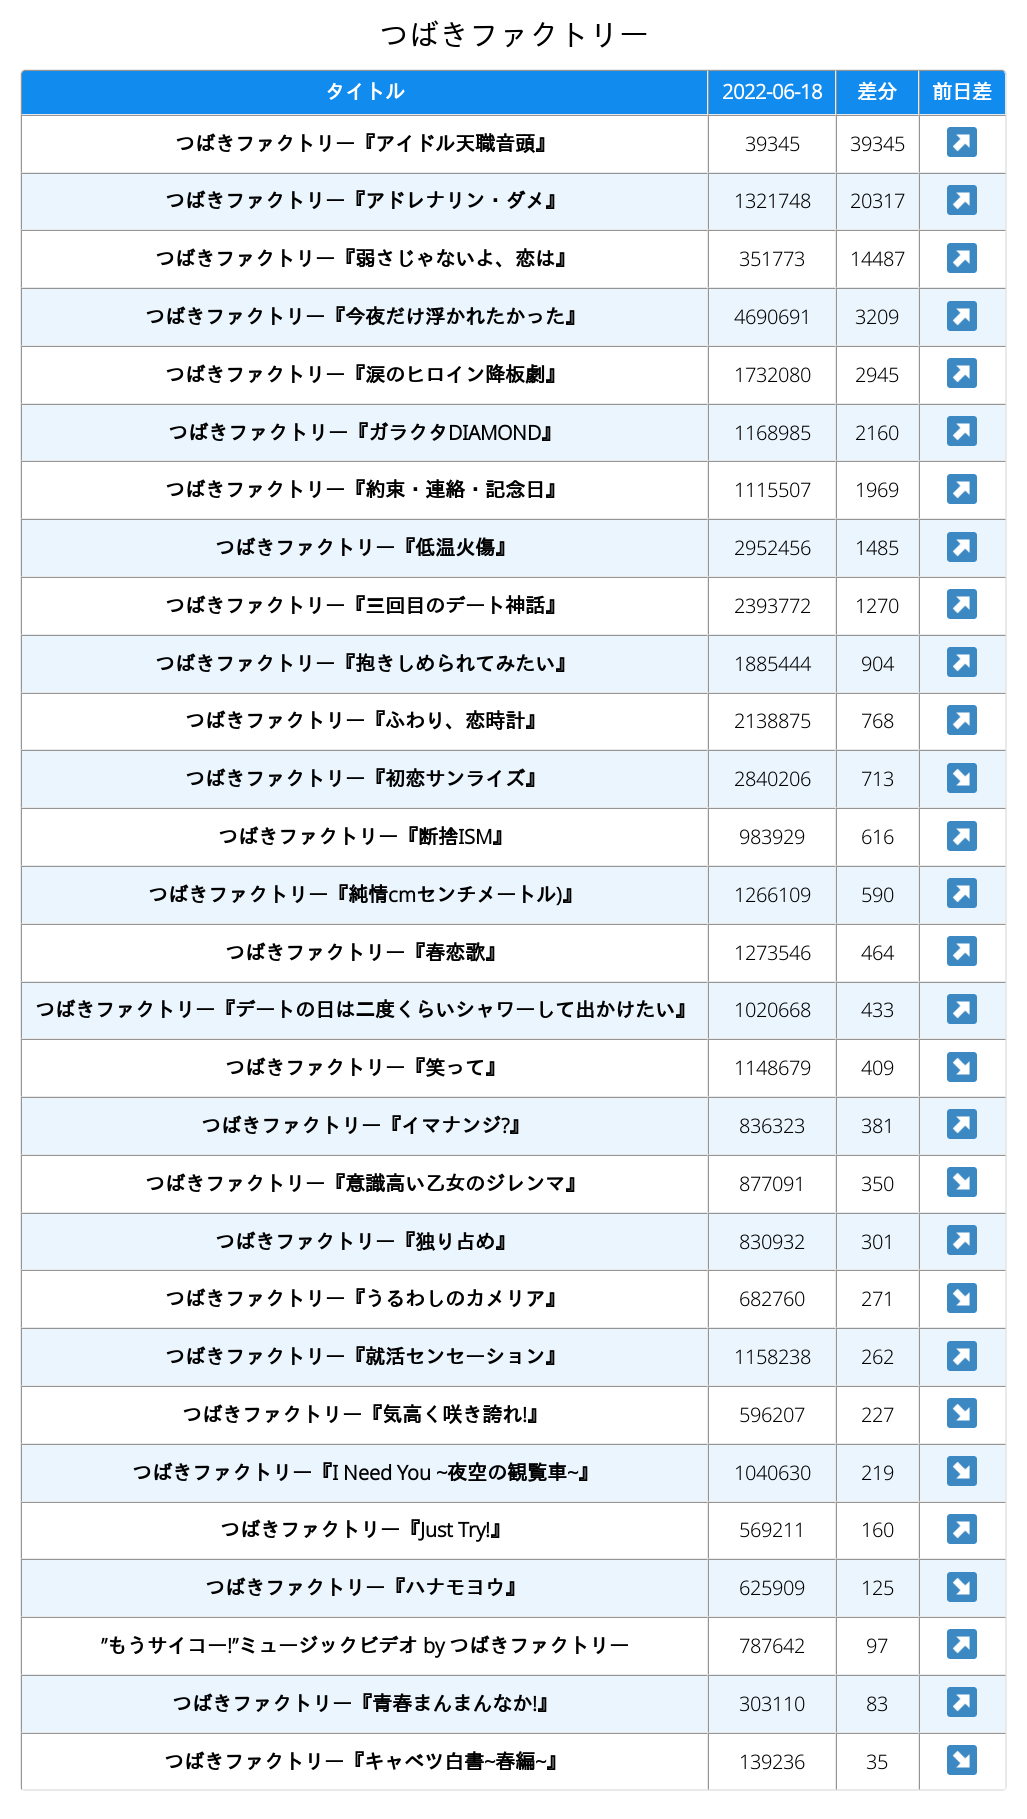 つばきファクトリー
タイトル 2022-06-18 差分 前日差
つばきファクトリー『アイドル天職音頭』 39345 39345
つばきファクトリー『アドレナリン・ダメ』 1321748 20317
つばきファクトリー『弱さじゃないよ、恋は』 351773 14487
つばきファクトリー『今夜だけ浮かれたかった』 4690691 3209
つばきファクトリー『涙のヒロイン降板劇』 1732080 2945
つばきファクトリー『ガラクタDIAMOND』 1168985 2160
つばきファクトリー『約束・連絡・記念日』 1115507 1969
つばきファクトリー『低温火傷』 2952456 1485
つばきファクトリー『三回目のデート神話』 2393772 1270
つばきファクトリー『抱きしめられてみたい』 1885444 904
つばきファクトリー『ふわり、恋時計』 2138875 768
つばきファクトリー『初恋サンライズ』 2840206 713
つばきファクトリー『断捨ISM』 983929 616
つばきファクトリー『純情cmセンチメートル)』 1266109 590
つばきファクトリー『春恋歌』 1273546 464
つばきファクトリー『デートの日は二度くらいシャワーして出かけたい』 1020668 433
つばきファクトリー『笑って』 1148679 409
つばきファクトリー『イマナンジ?』 836323 381
つばきファクトリー『意識高い乙女のジレンマ』 877091 350
つばきファクトリー『独り占め』 830932 301
つばきファクトリー『うるわしのカメリア』 682760 271
つばきファクトリー『就活センセーション』 1158238 262
つばきファクトリー『気高く咲き誇れ!』 596207 227
つばきファクトリー『I Need You ~夜空の観覧車~』 1040630 219
つばきファクトリー『Just Try!』 569211 160
つばきファクトリー『ハナモヨウ』 625909 125
”もうサイコー!”ミュージックビデオ by つばきファクトリー 787642 97
つばきファクトリー『青春まんまんなか!』 303110 83
つばきファクトリー『キャベツ白書~春編~』 139236 35